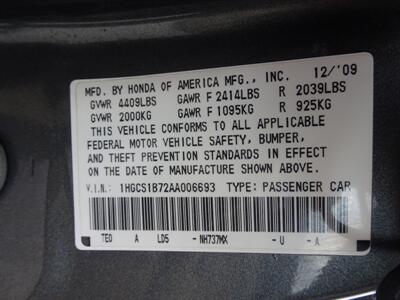 MFD. BY HONDA OF AMERICA MFG., INC. 12/'09
GVWR 4409LBS GAWR F 2414LBS R 2039LBS
GVWR 2000KG GAWR F 1095KG R 925KG
THIS VEHICLE CONFORMS TO ALL APPLICABLE
FEDERAL MOTOR VEHICLE SAFETY, BUMPER,
AND THEFT PREVENTION STANDARDS IN EFFECT
ON THE DATE OF MANUFACTURE SHOWN ABOVE.
V.I.N: 1HGCS1B72AA006693 TYPE: PASSENGER CAR
TE0 A LD5 -NH737MX -U -A